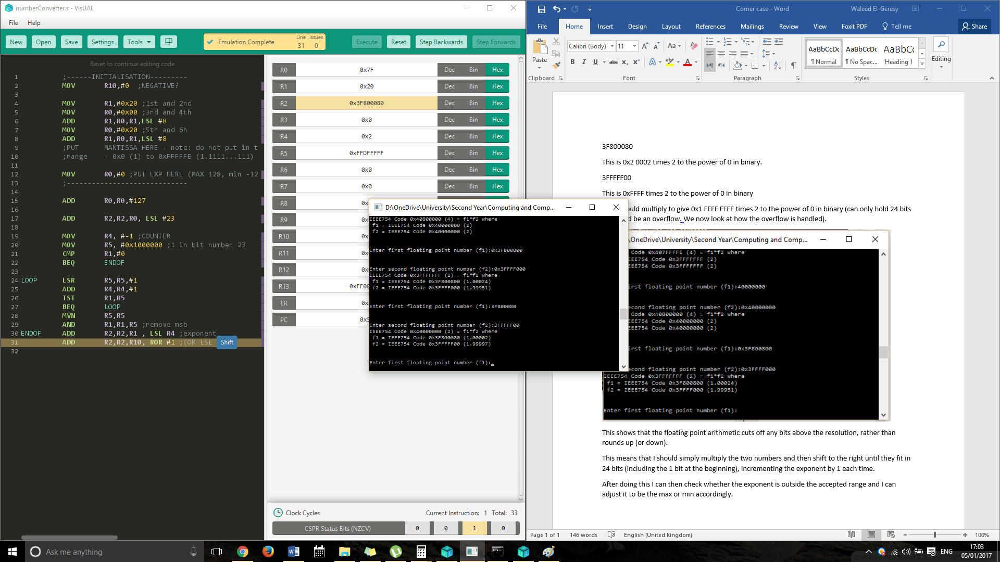 numberConverter.s - VisUAL
File Help
New Open Save Settings Tools
Emulation Complete Line 31 Issues 0
Execute Reset Step Backwards Step Forwards
Reset to continue editing code
1 ;------INITIALISATION---------
2 MOV R10,#0 ;NEGATIVE?
3
4 MOV R1,#0x20 ;1st and 2nd
5 MOV R0,#0x00 ;3rd and 4th
6 ADD R1,R0,R1,LSL #8
7 MOV R0,#0x20 ;5th and 6h
8 ADD R1,R0,R1,LSL #8
9 ;PUT MANTISSA HERE - note: do not put in t
10 ;range - 0x0 (1) to 0xFFFFFE (1.1111...111)
11
12 MOV R0,#0 ;PUT EXP HERE (MAX 128, min -12
13 ;-----------------------------
14
15 ADD R0,R0,#127
16
17 ADD R2,R2,R0, LSL #23
18
19 MOV R4, #-1 ;COUNTER
20 MOV R5, #0x1000000 ;1 in bit number 23
21 CMP R1,#0
22 BEQ ENDOF
23
24 LOOP LSR R5,R5,#1
25 ADD R4,R4,#1
26 TST R1,R5
27 BEQ LOOP
28 MVN R5,R5
29 AND R1,R1,R5 ;remove msb
30 ENDOF ADD R2,R2,R1 , LSL R4 ;exponent
31 ADD R2,R2,R10, ROR #1 ;(OR LSL Shift
32
R0 0x7F Dec Bin Hex
R1 0x20 Dec Bin Hex
R2 0x3F800080 Dec Bin Hex
R3 0x0 Dec Bin Hex
R4 0x2 Dec Bin Hex
R5 0xFFDFFFFF Dec Bin Hex
R6 0x0 Dec Bin Hex
R7 0x0 Dec Bin Hex
R8 0x
R9 0x
R10 0x
R11 0x
R12 0x
R13 0xFF00
LR 0x
PC 0x5
Clock Cycles Current Instruction: 1 Total: 33
CSPR Status Bits (NZCV) 0 0 1 0
D:\OneDrive\University\Second Year\Computing and Comp...
IEEE754 Code 0x40800000 (4) = f1*f2 where
f1 = IEEE754 Code 0x40000000 (2)
f2 = IEEE754 Code 0x40000000 (2)
Enter first floating point number (f1):0x3F800800
Enter second floating point number (f2):0x3FFFF000
IEEE754 Code 0x3FFFFFFF (2) = f1*f2 where
f1 = IEEE754 Code 0x3F800800 (1.00024)
f2 = IEEE754 Code 0x3FFFF000 (1.99951)
Enter first floating point number (f1):3F800080
Enter second floating point number (f2):3FFFFF00
IEEE754 Code 0x40000000 (2) = f1*f2 where
f1 = IEEE754 Code 0x3F800080 (1.00002)
f2 = IEEE754 Code 0x3FFFFF00 (1.99997)
Enter first floating point number (f1):_
Corner case - Word
Waleed El-Geresy
File Home Insert Design Layout References Mailings Review View Foxit PDF Tell me Share
Paste
Calibri (Body) 11
B I U abc x2 x2
AaBbCcDc AaBbCcDc AaBbCc
¶ Normal ¶ No Spac... Heading 1
Editing
Clipboard Font Paragraph Styles
3F800080
This is 0x2 0002 times 2 to the power of 0 in binary.
3FFFFF00
This is 0xFFFF times 2 to the power of 0 in binary
ould multiply to give 0x1 FFFF FFFE times 2 to the power of 0 in binary (can only hold 24 bits
d be an overflow. We now look at how the overflow is handled).
\OneDrive\University\Second Year\Computing and Comp...
Code 0x407FFFFE (4) = f1*f2 where
EEE754 Code 0x3FFFFFFF (2)
EEE754 Code 0x3FFFFFFF (2)
irst floating point number (f1):40000000
econd floating point number (f2):0x40000000
Code 0x40800000 (4) = f1*f2 where
EEE754 Code 0x40000000 (2)
EEE754 Code 0x40000000 (2)
irst floating point number (f1):0x3F800800
econd floating point number (f2):0x3FFFF000
IEEE754 Code 0x3FFFFFFF (2) = f1*f2 where
f1 = IEEE754 Code 0x3F800800 (1.00024)
f2 = IEEE754 Code 0x3FFFF000 (1.99951)
Enter first floating point number (f1):
This shows that the floating point arithmetic cuts off any bits above the resolution, rather than
rounds up (or down).
This means that I should simply multiply the two numbers and then shift to the right until they fit in
24 bits (including the 1 bit at the beginning), incrementing the exponent by 1 each time.
After doing this I can then check whether the exponent is outside the accepted range and I can
adjust it to be the max or min accordingly.
Page 1 of 1 146 words English (United Kingdom) 100%
Ask me anything
ENG
17:03
05/01/2017